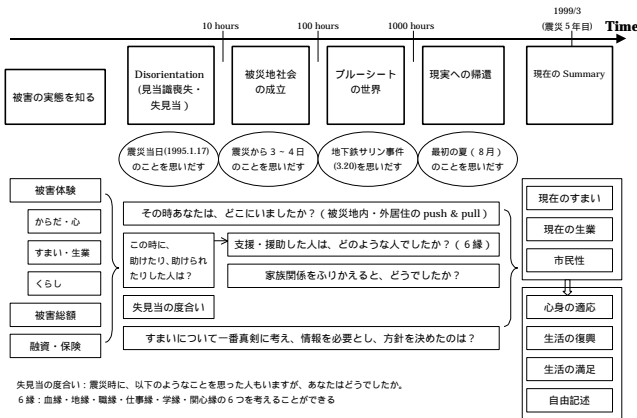 1999/3
(震災５年目)
Time
10 hours
100 hours
1000 hours
被害の実態を知る
Disorientation
(見当識喪失・
失見当）
被災地社会
の成立
ブルーシート
の世界
現実への帰還
現在の Summary
震災当日(1995.1.17)
のことを思いだす
震災から３～４日
のことを思いだす
地下鉄サリン事件
(3.20)を思いだす
最初の夏（８月）
のことを思いだす
被害体験
からだ・心
すまい・生業
くらし
被害総額
融資・保険
その時あなたは、どこにいましたか？（被災地内・外居住の push & pull）
この時に、
助けたり、助けられ
たりした人は？
支援・援助した人は、どのような人でしたか？（６縁）
家族関係をふりかえると、どうでしたか？
失見当の度合い
すまいについて一番真剣に考え、情報を必要とし、方針を決めたのは？
現在のすまい
現在の生業
市民性
心身の適応
生活の復興
生活の満足
自由記述
失見当の度合い：震災時に、以下のようなことを思った人もいますが、あなたはどうでしたか。
６縁：血縁・地縁・職縁・仕事縁・学縁・関心縁の６つを考えることができる